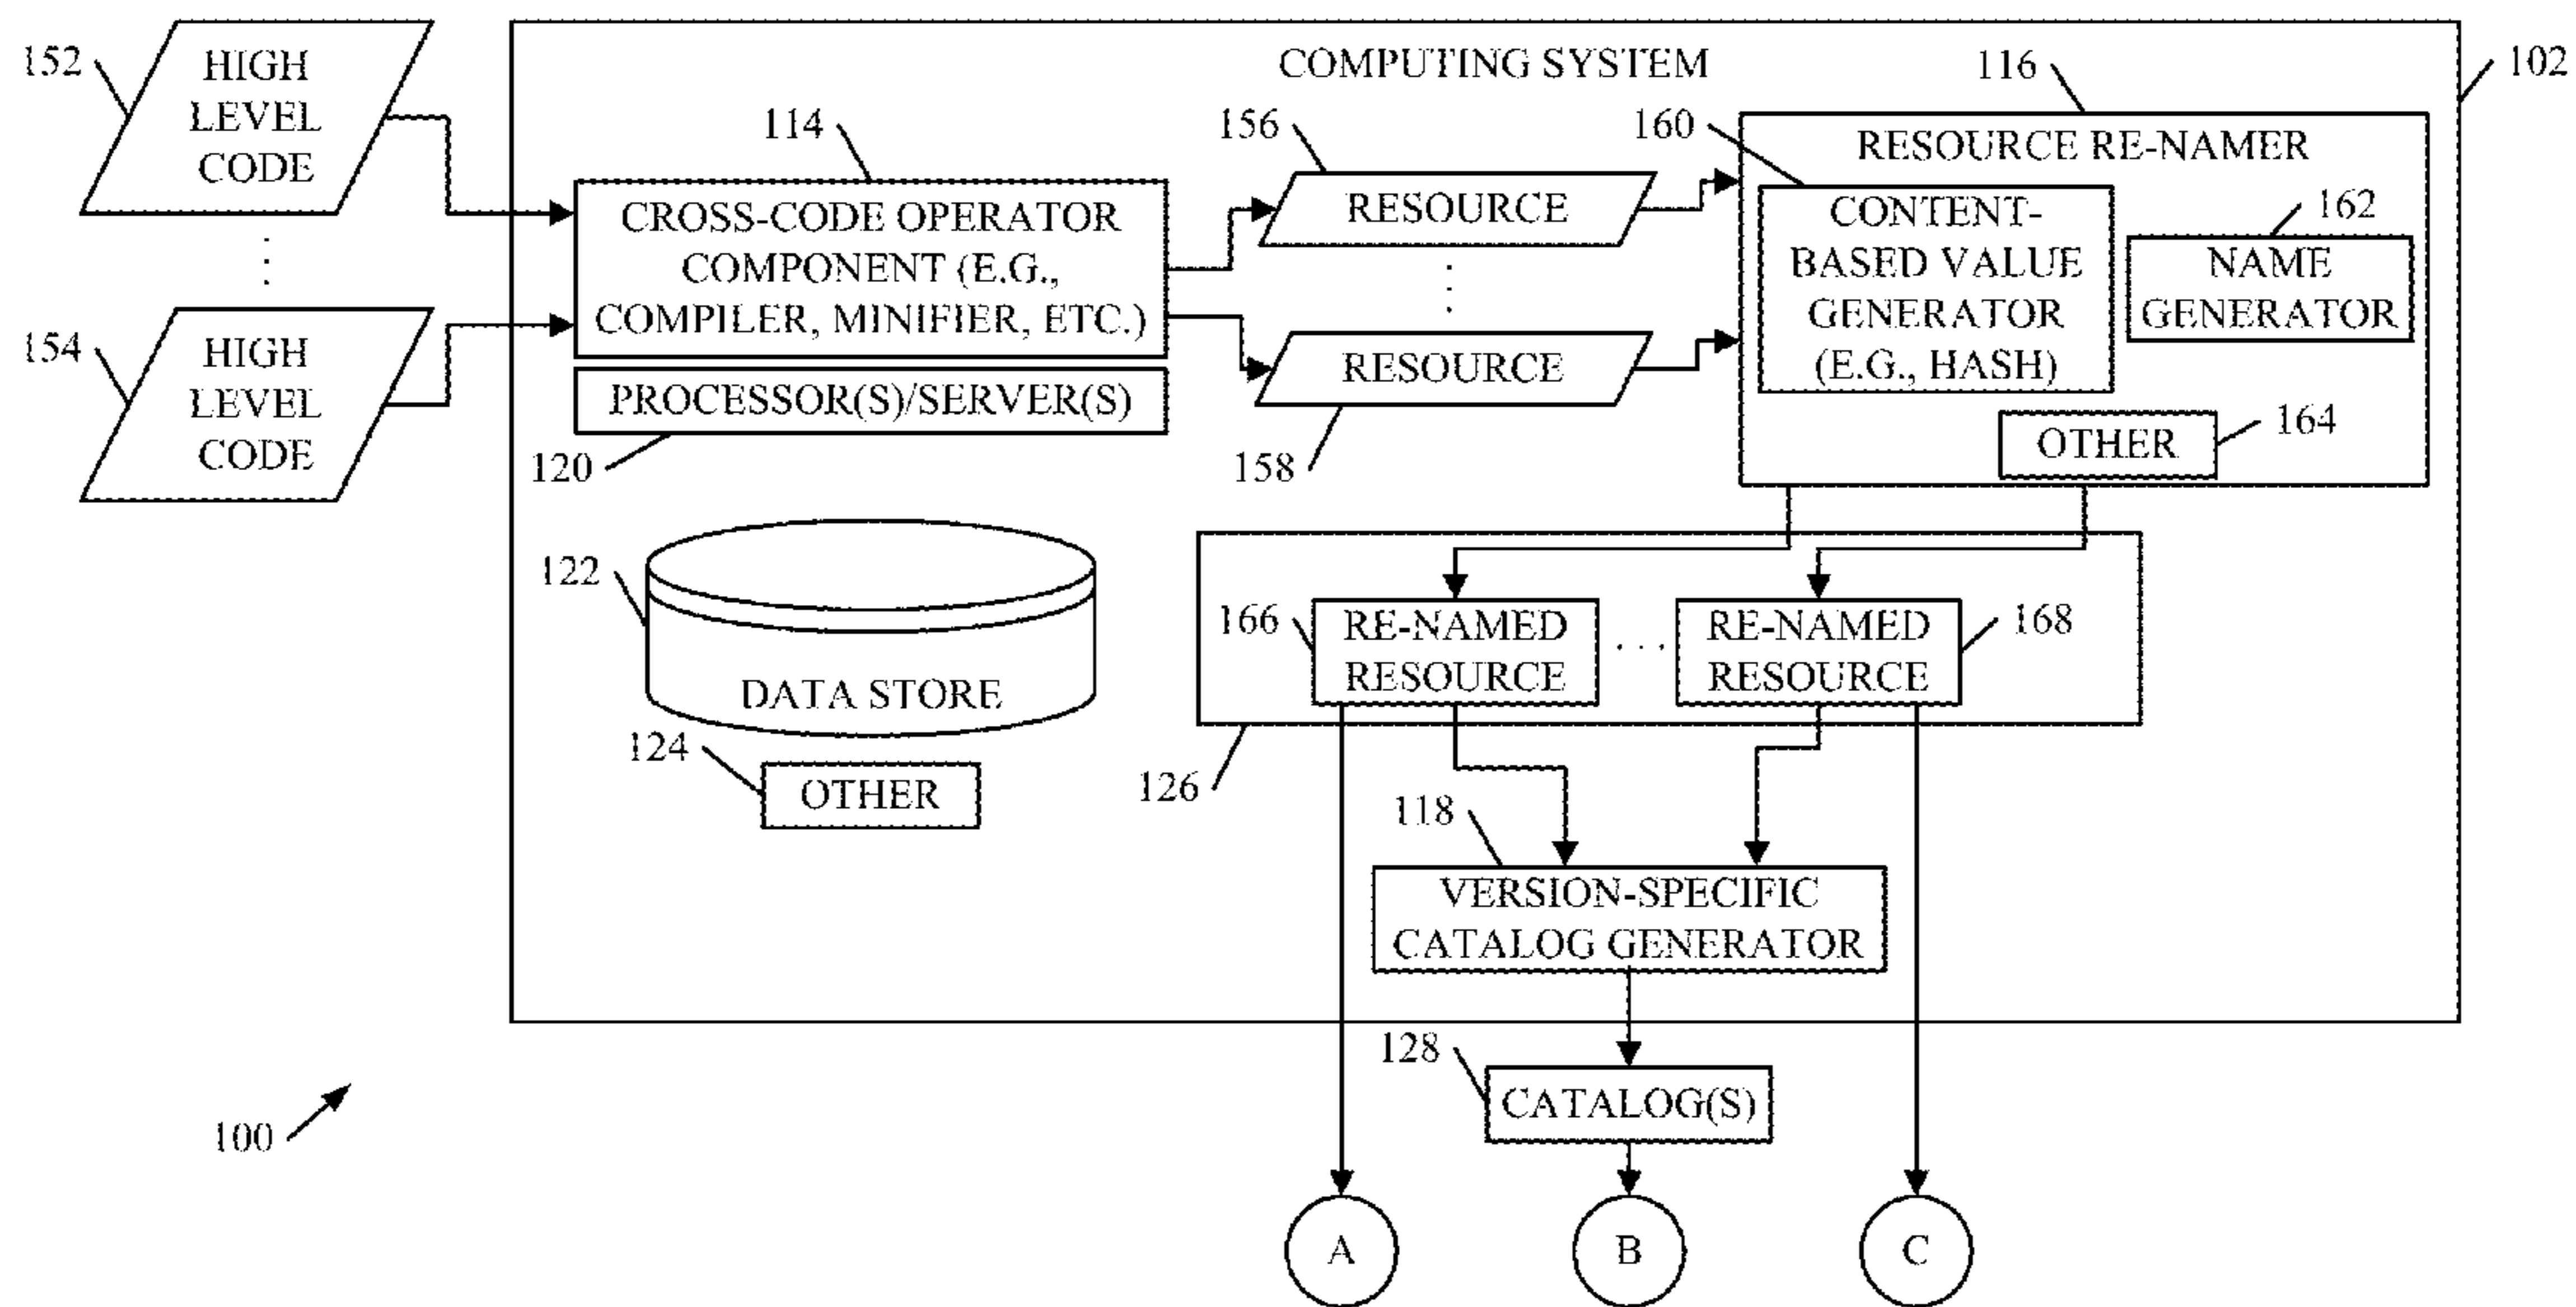 COMPUTING SYSTEM
102
152
HIGH
LEVEL
CODE
154
HIGH
LEVEL
CODE
114
CROSS-CODE OPERATOR
COMPONENT (E.G.,
COMPILER, MINIFIER, ETC.)
PROCESSOR(S)/SERVER(S)
120
156
RESOURCE
RESOURCE
158
116
RESOURCE RE-NAMER
160
CONTENT-
BASED VALUE
GENERATOR
(E.G., HASH)
162
NAME
GENERATOR
OTHER
164
122
DATA STORE
124
OTHER
166
RE-NAMED
RESOURCE
. . .
RE-NAMED
RESOURCE
168
126
118
VERSION-SPECIFIC
CATALOG GENERATOR
128
CATALOG(S)
100
A
B
C